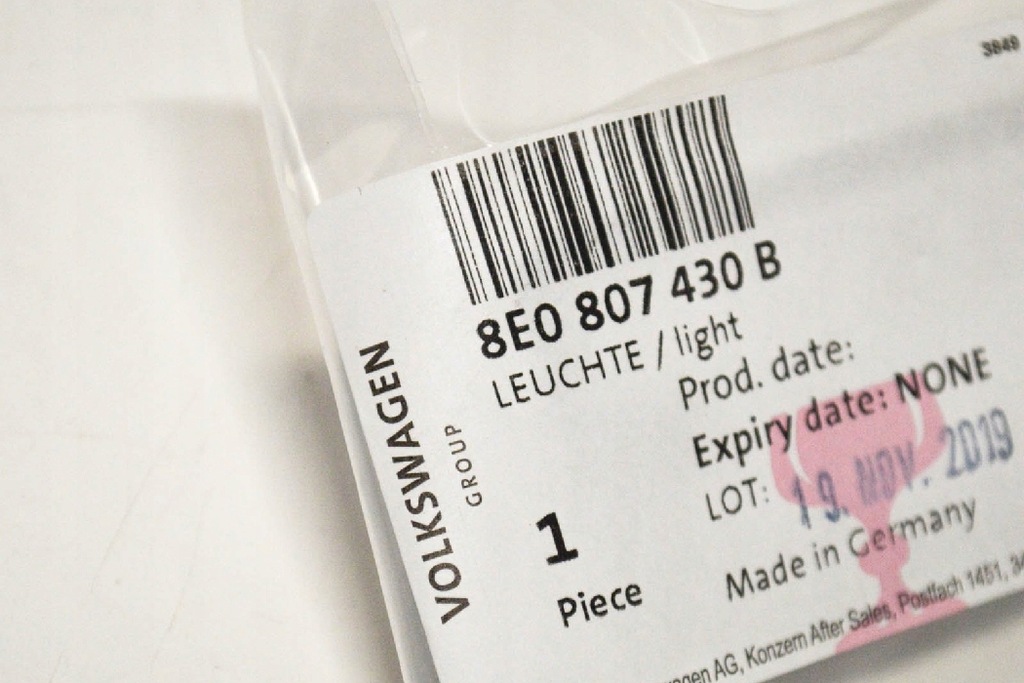 3849
8E0 807 430 B
LEUCHTE / light
Prod. date:
Expiry date: NONE
LOT:
19. NOV. 2019
Made in Germany
1
Piece
VOLKSWAGEN
GROUP
AG, Konzern After Sales, Postfach 1451,